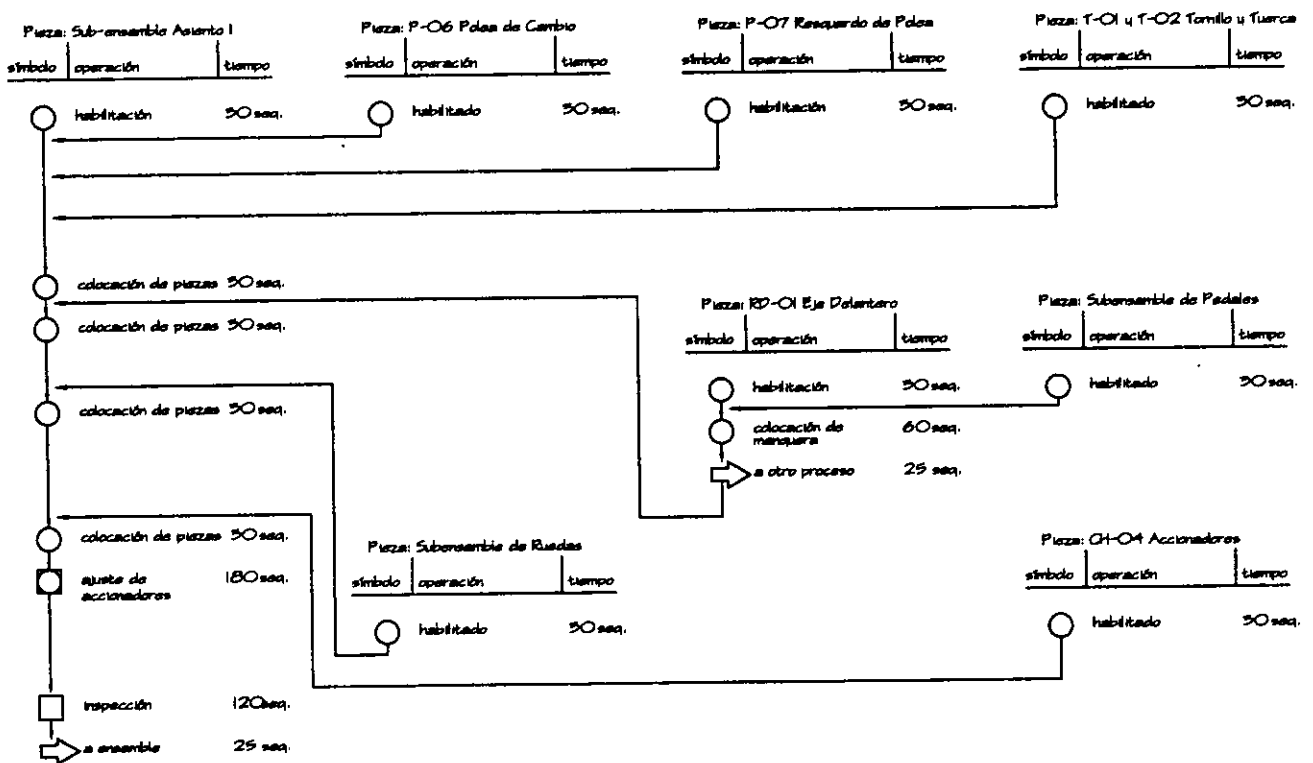 Pieza: Sub-ensamble Asiento 1
símbolo operación tiempo
habilitación 30 seg.
Pieza: P-06 Polea de Cambio
símbolo operación tiempo
habilitado 30 seg.
Pieza: P-07 Resguardo de Polea
símbolo operación tiempo
habilitación 30 seg.
Pieza: T-01 y T-02 Tornillo y Tuerca
símbolo operación tiempo
habilitado 30 seg.
colocación de piezas 30 seg.
colocación de piezas 30 seg.
colocación de piezas 30 seg.
colocación de piezas 30 seg.
ajuste de 180 seg.
accionadores
inspección 120 seg.
a ensamble 25 seg.
Pieza: RD-01 Eje Delantero
símbolo operación tiempo
habilitación 30 seg.
colocación de 60 seg.
manguera
a otro proceso 25 seg.
Pieza: Subensamble de Pedales
símbolo operación tiempo
habilitado 30 seg.
Pieza: Subensamble de Ruedas
símbolo operación tiempo
habilitado 30 seg.
Pieza: CH-04 Accionadores
símbolo operación tiempo
habilitado 30 seg.